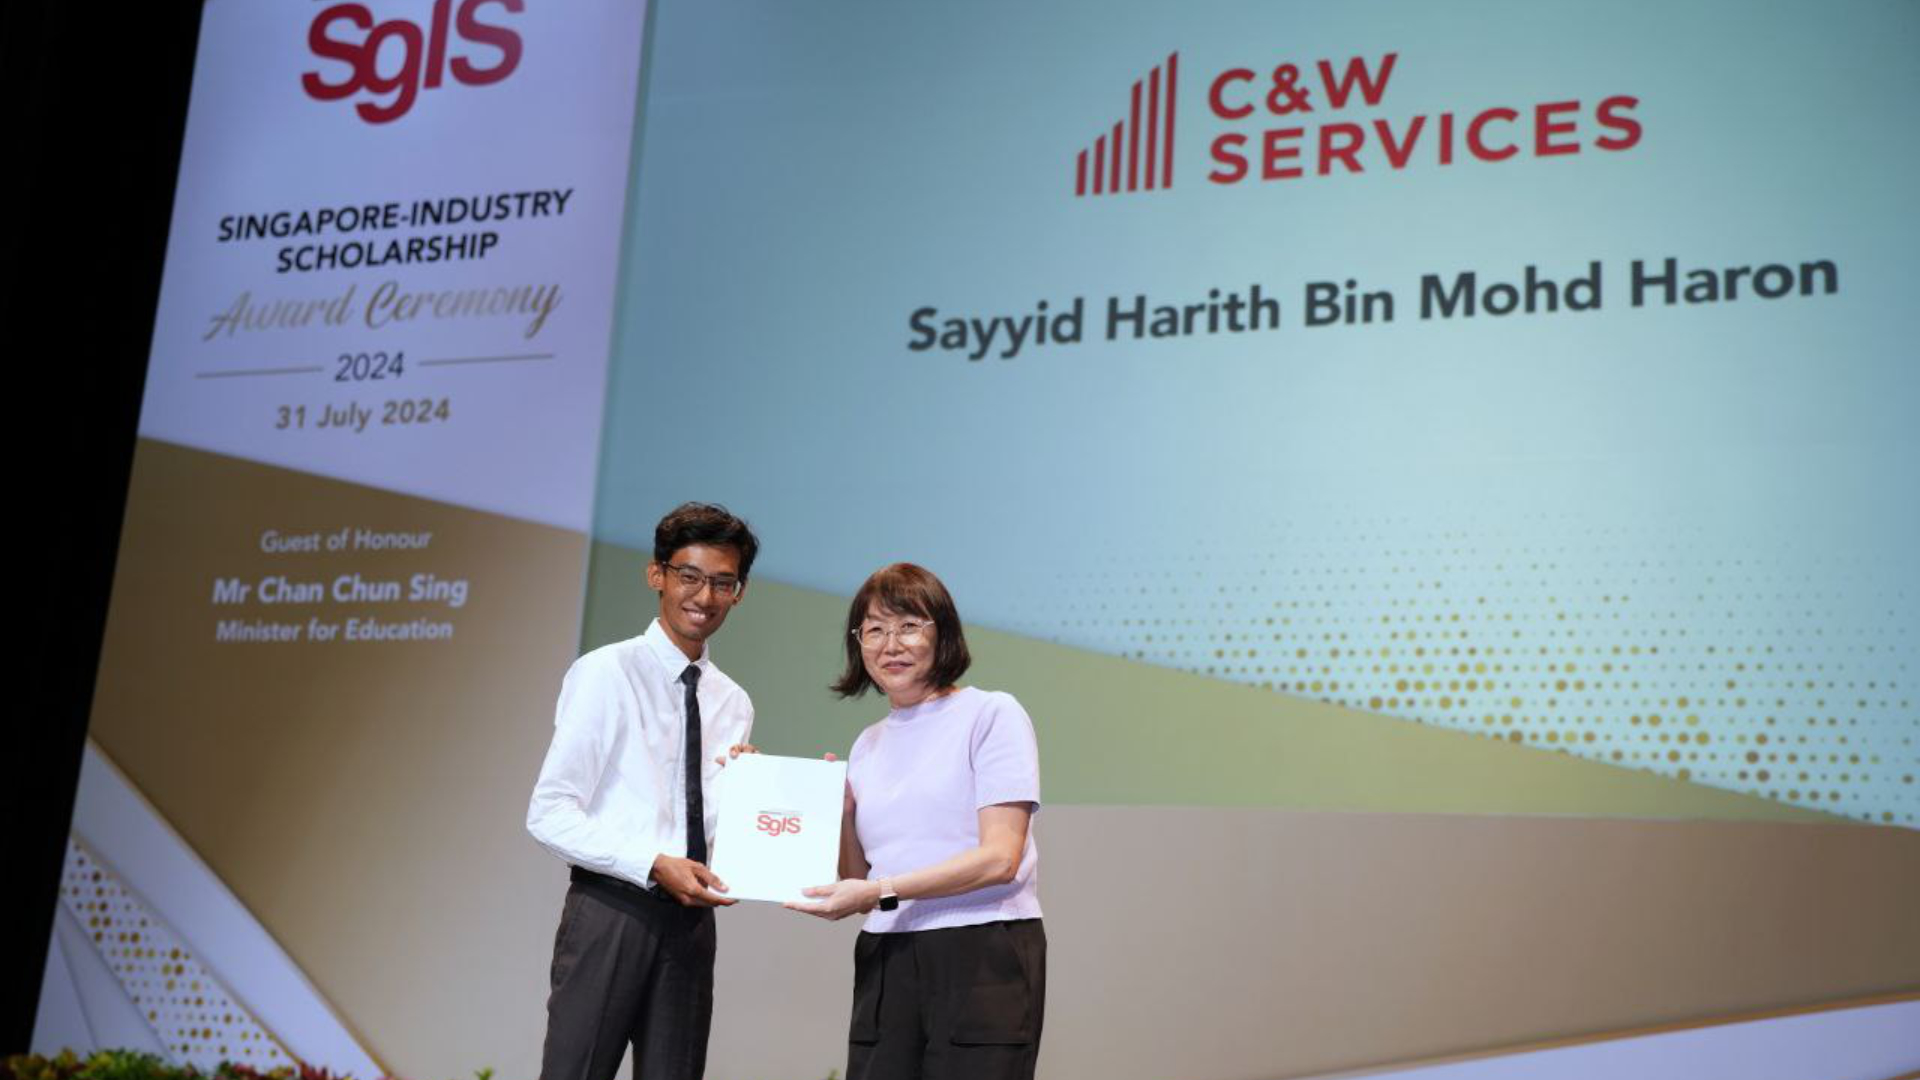 SgIS
SINGAPORE-INDUSTRY
SCHOLARSHIP
Award Ceremony
2024
31 July 2024
Guest of Honour
Mr Chan Chun Sing
Minister for Education
C&W
SERVICES
Sayyid Harith Bin Mohd Haron
SgIS